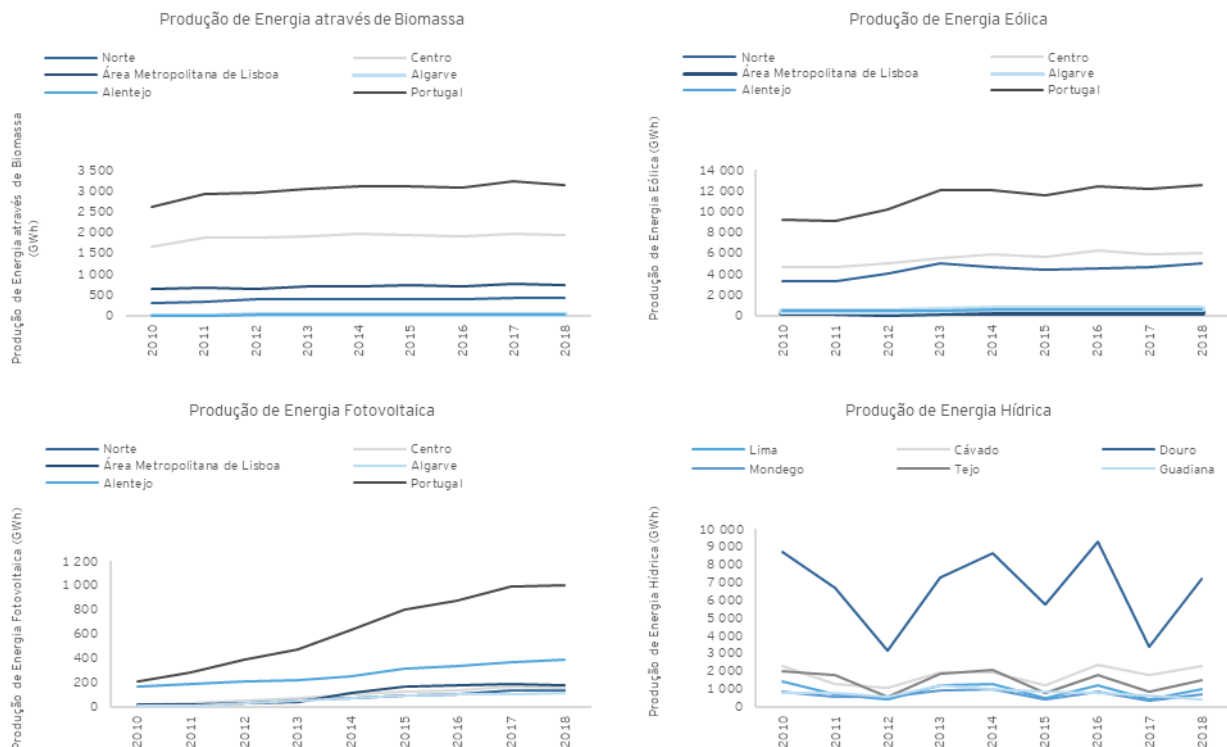 Produção de Energia através de Biomassa
Norte
Centro
Área Metropolitana de Lisboa
Algarve
Alentejo
Portugal
Produção de Energia através de Biomassa
(GWh)
3 500
3 000
2 500
2 000
1 500
1 000
500
0
2010
2011
2012
2013
2014
2015
2016
2017
2018
Produção de Energia Eólica
Norte
Centro
Área Metropolitana de Lisboa
Algarve
Alentejo
Portugal
Produção de Energia Eólica (GWh)
14 000
12 000
10 000
8 000
6 000
4 000
2 000
0
2010
2011
2012
2013
2014
2015
2016
2017
2018
Produção de Energia Fotovoltaica
Norte
Centro
Área Metropolitana de Lisboa
Algarve
Alentejo
Portugal
Produção de Energia Fotovoltaica (GWh)
1 200
1 000
800
600
400
200
0
2010
2011
2012
2013
2014
2015
2016
2017
2018
Produção de Energia Hídrica
Lima
Cávado
Douro
Mondego
Tejo
Guadiana
Produção de Energia Hídrica (GWh)
10 000
9 000
8 000
7 000
6 000
5 000
4 000
3 000
2 000
1 000
0
2010
2011
2012
2013
2014
2015
2016
2017
2018